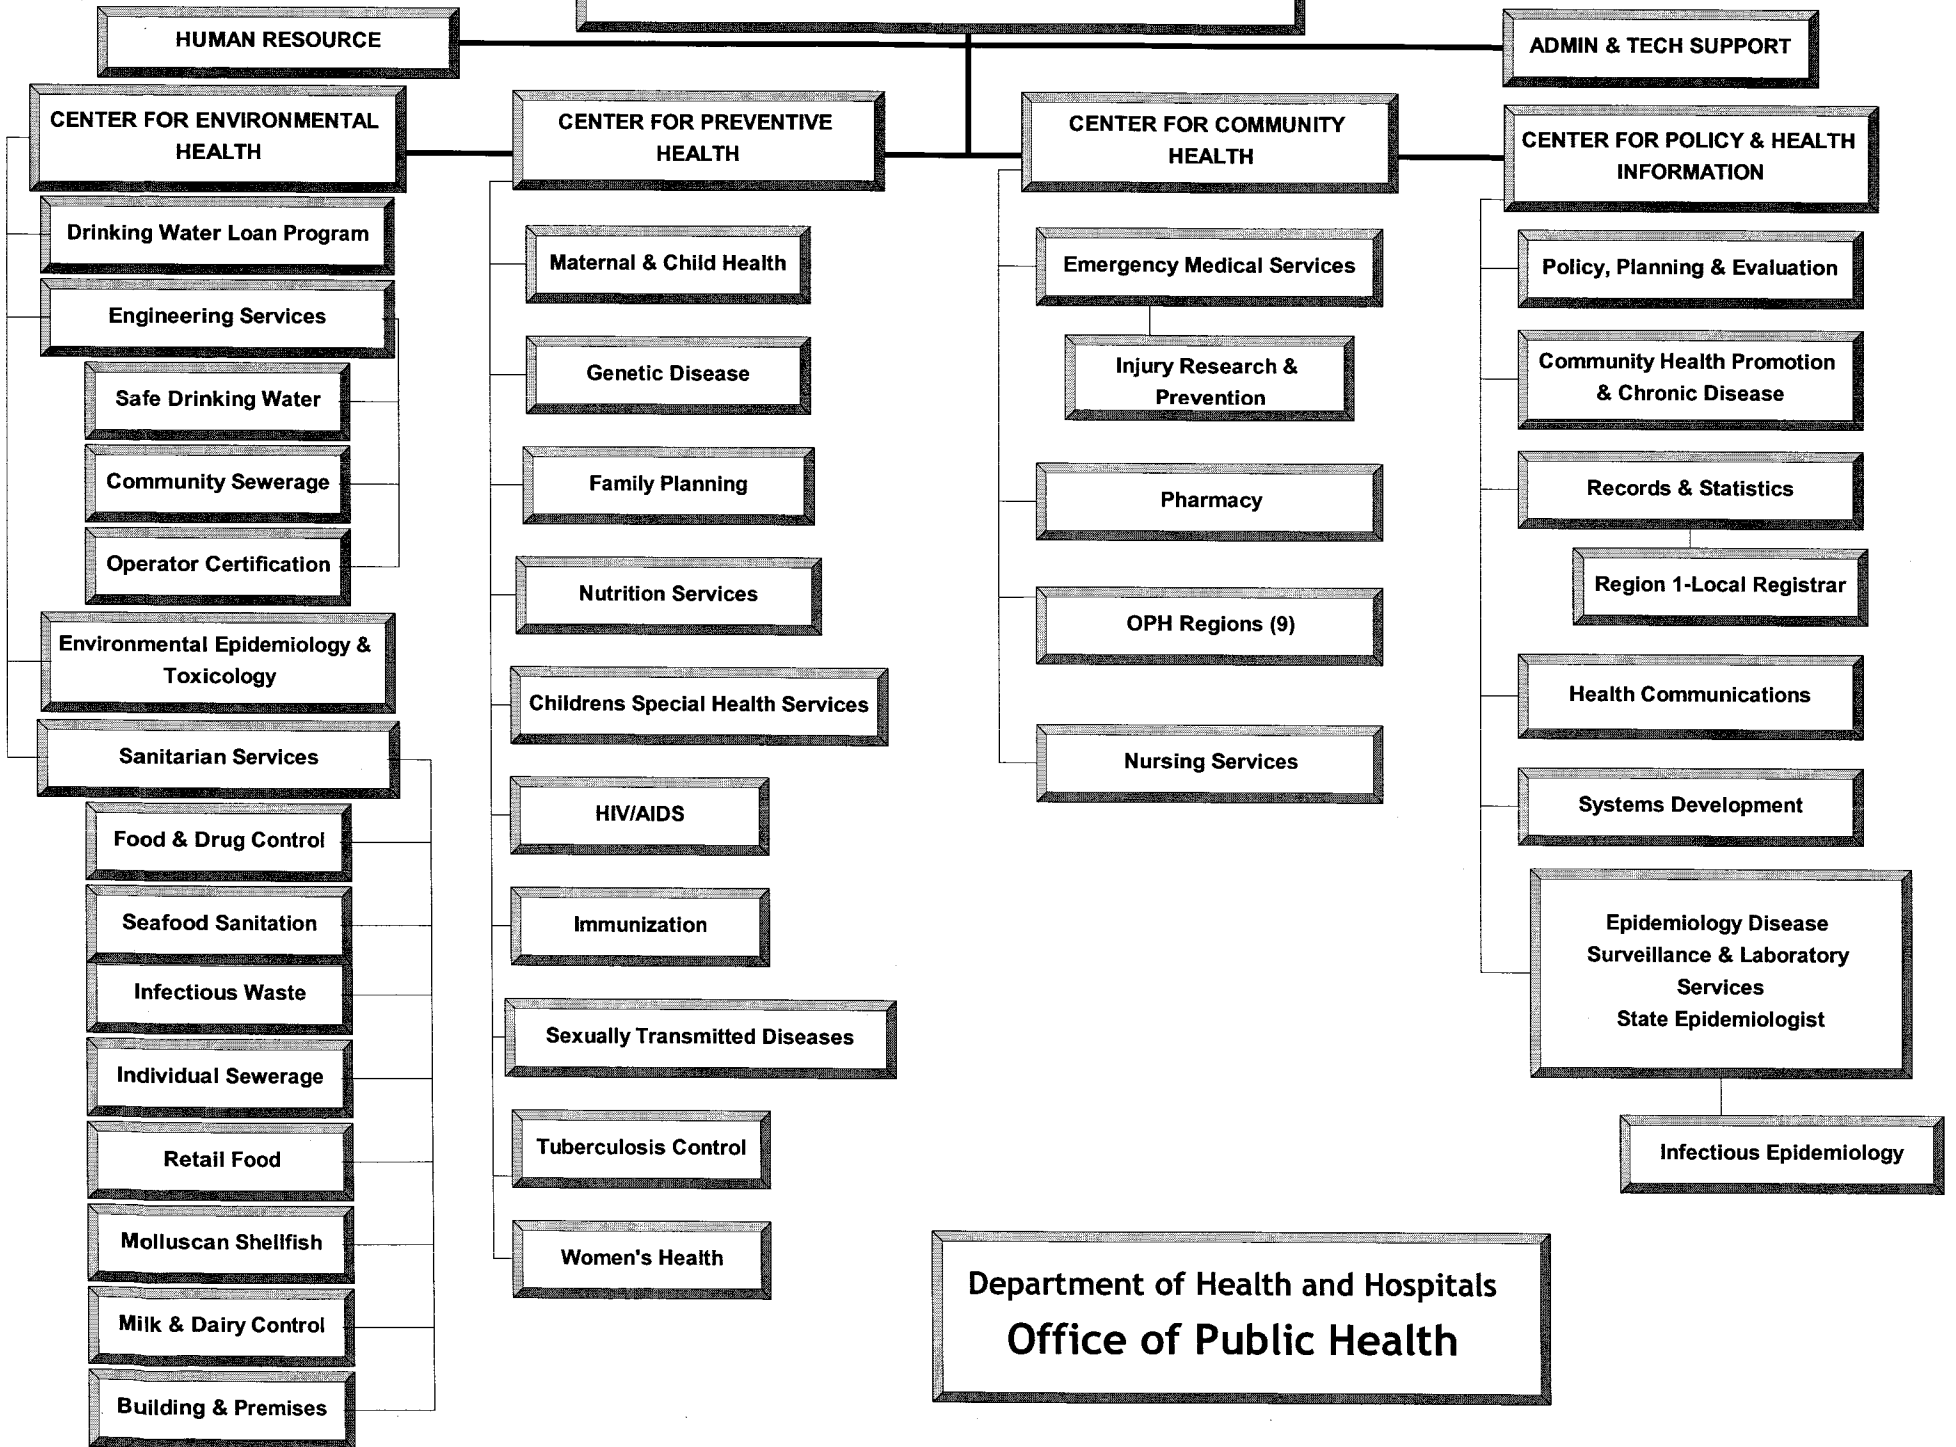 HUMAN RESOURCE
ADMIN & TECH SUPPORT
CENTER FOR ENVIRONMENTAL
HEALTH
Drinking Water Loan Program
Engineering Services
Safe Drinking Water
Community Sewerage
Operator Certification
Environmental Epidemiology &
Toxicology
Sanitarian Services
Food & Drug Control
Seafood Sanitation
Infectious Waste
Individual Sewerage
Retail Food
Molluscan Shellfish
Milk & Dairy Control
Building & Premises
CENTER FOR PREVENTIVE
HEALTH
Maternal & Child Health
Genetic Disease
Family Planning
Nutrition Services
Childrens Special Health Services
HIV/AIDS
Immunization
Sexually Transmitted Diseases
Tuberculosis Control
Women's Health
CENTER FOR COMMUNITY
HEALTH
Emergency Medical Services
Injury Research &
Prevention
Pharmacy
OPH Regions (9)
Nursing Services
CENTER FOR POLICY & HEALTH
INFORMATION
Policy, Planning & Evaluation
Community Health Promotion
& Chronic Disease
Records & Statistics
Region 1-Local Registrar
Health Communications
Systems Development
Epidemiology Disease
Surveillance & Laboratory
Services
State Epidemiologist
Infectious Epidemiology
Department of Health and Hospitals
Office of Public Health